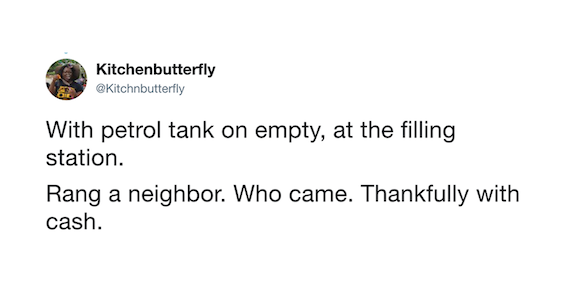 Kitchenbutterfly
@Kitchnbutterfly
With petrol tank on empty, at the filling
station.
Rang a neighbor. Who came. Thankfully with
cash.